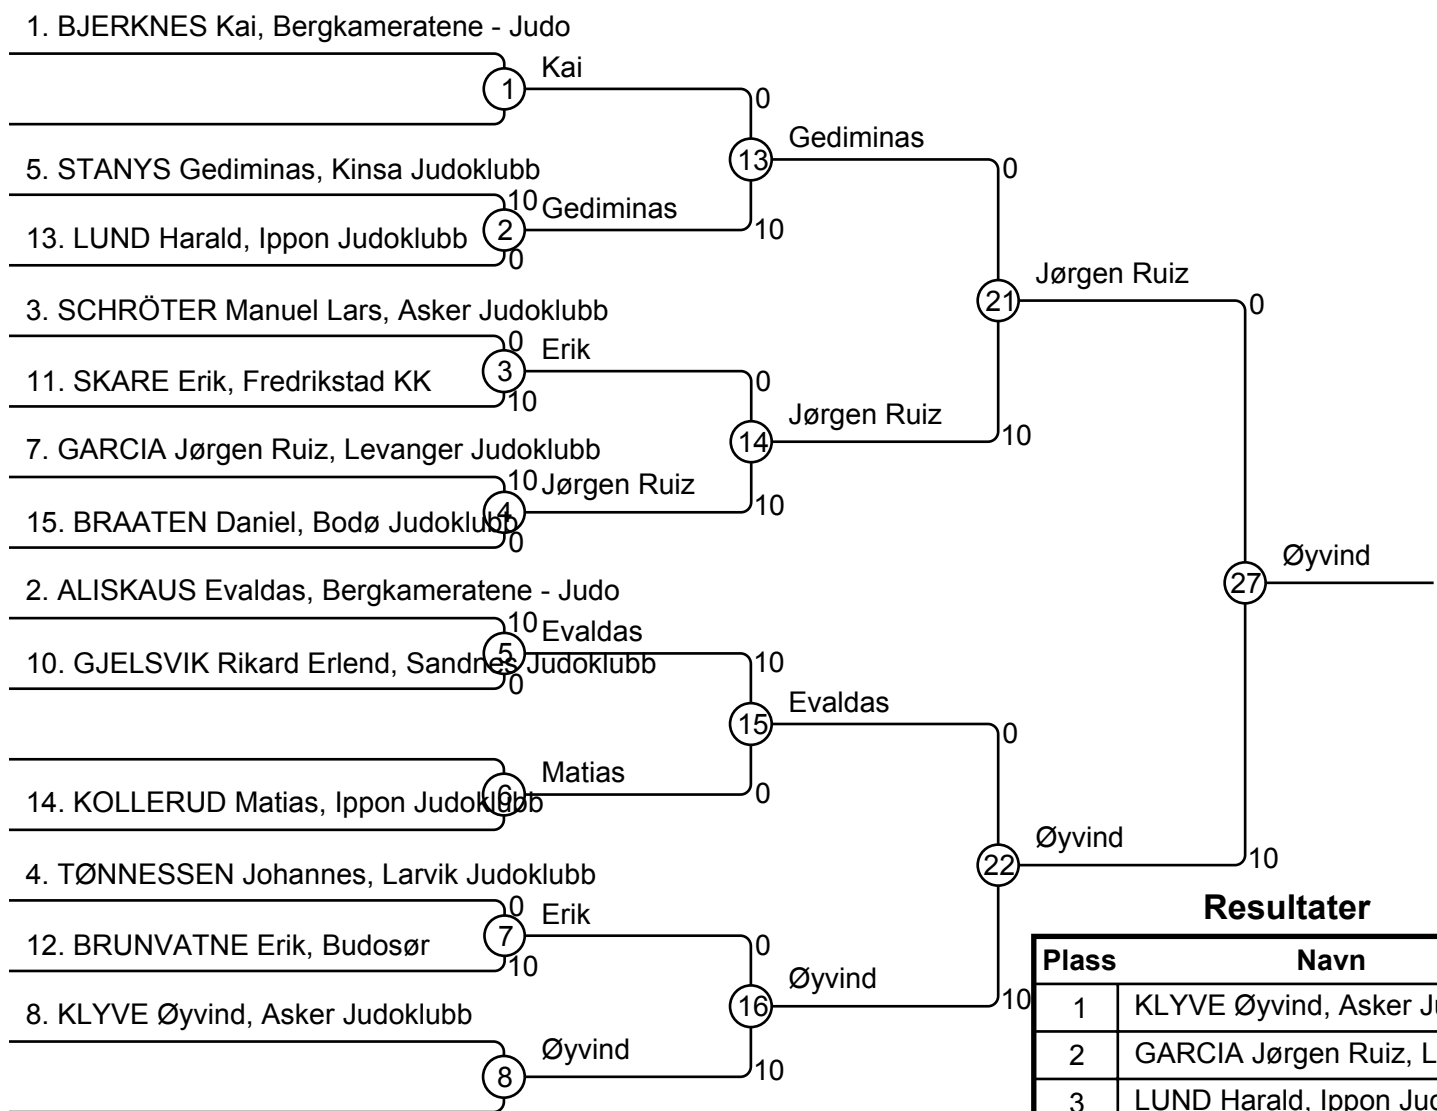 1. BJERKNES Kai, Bergkameratene - Judo
1
Kai
0
5. STANYS Gediminas, Kinsa Judoklubb
10
2
Gediminas
10
13. LUND Harald, Ippon Judoklubb
0
13
Gediminas
0
3. SCHRÖTER Manuel Lars, Asker Judoklubb
0
3
Erik
0
11. SKARE Erik, Fredrikstad KK
10
14
Jørgen Ruiz
10
7. GARCIA Jørgen Ruiz, Levanger Judoklubb
10
4
Jørgen Ruiz
10
15. BRAATEN Daniel, Bodø Judoklubb
0
21
Jørgen Ruiz
0
2. ALISKAUS Evaldas, Bergkameratene - Judo
10
5
Evaldas
10
10. GJELSVIK Rikard Erlend, Sandnes Judoklubb
0
15
Evaldas
0
6
Matias
0
14. KOLLERUD Matias, Ippon Judoklubb
27
Øyvind
4. TØNNESSEN Johannes, Larvik Judoklubb
0
7
Erik
0
12. BRUNVATNE Erik, Budosør
10
16
Øyvind
10
8. KLYVE Øyvind, Asker Judoklubb
8
Øyvind
10
22
Øyvind
10
Resultater
Plass Navn
1 KLYVE Øyvind, Asker Ju
2 GARCIA Jørgen Ruiz, L
3 LUND Harald, Ippon Jud